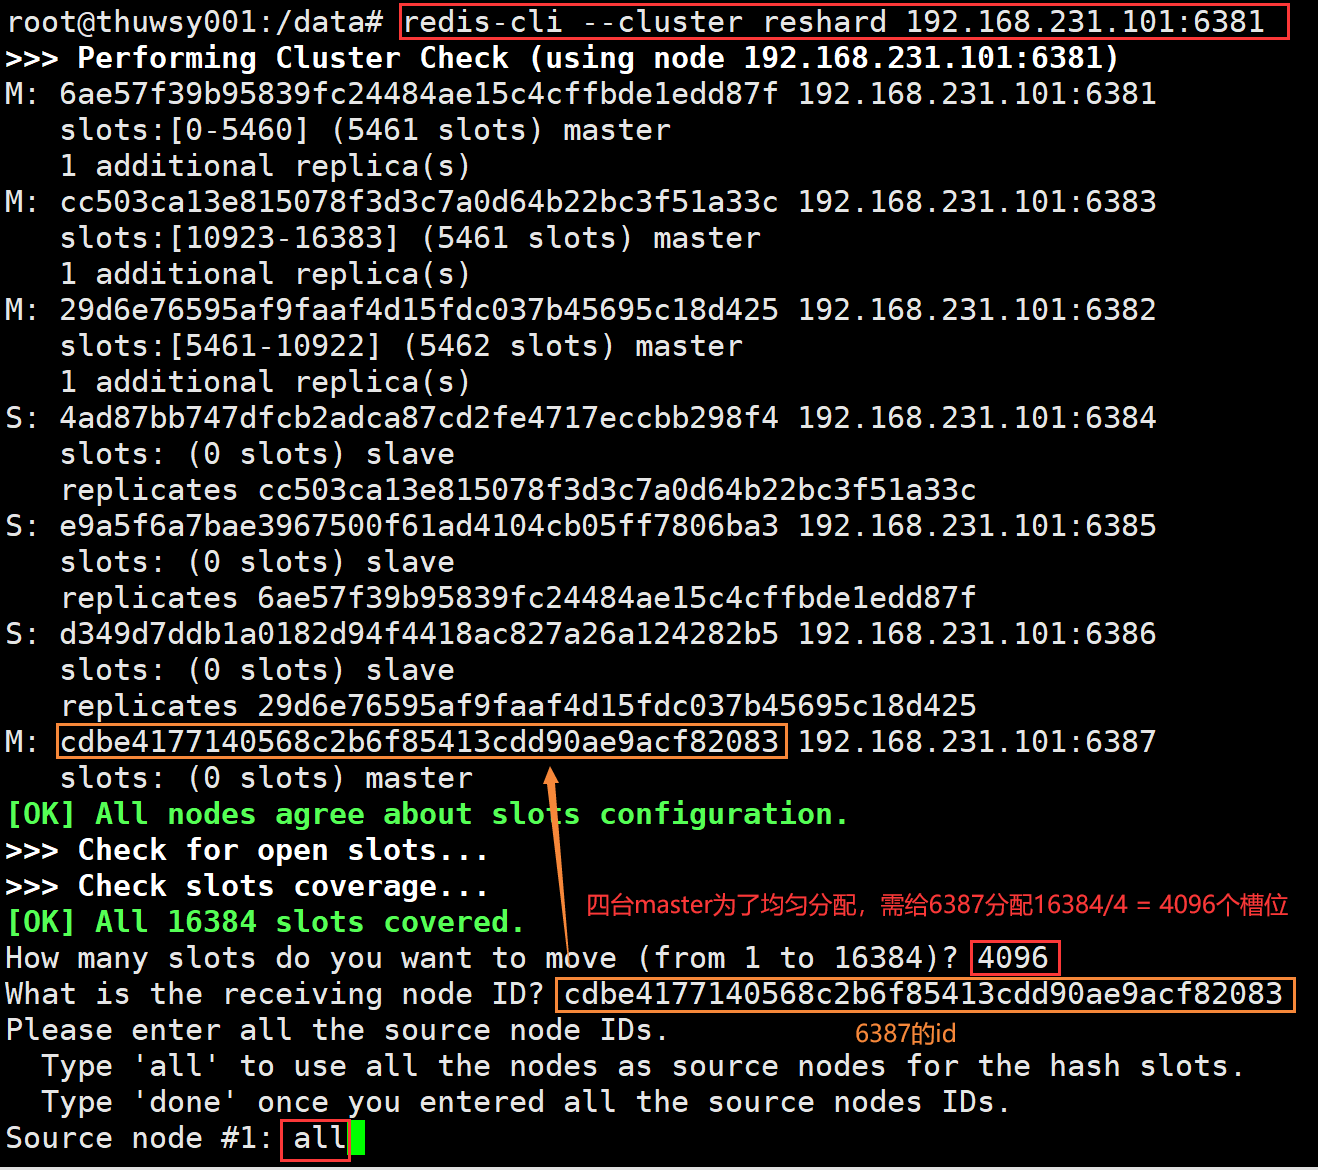 root@thuwsy001:/data# redis-cli --cluster reshard 192.168.231.101:6381
>>> Performing Cluster Check (using node 192.168.231.101:6381)
M: 6ae57f39b95839fc24484ae15c4cffbde1edd87f 192.168.231.101:6381
   slots:[0-5460] (5461 slots) master
   1 additional replica(s)
M: cc503ca13e815078f3d3c7a0d64b22bc3f51a33c 192.168.231.101:6383
   slots:[10923-16383] (5461 slots) master
   1 additional replica(s)
M: 29d6e76595af9faaf4d15fdc037b45695c18d425 192.168.231.101:6382
   slots:[5461-10922] (5462 slots) master
   1 additional replica(s)
S: 4ad87bb747dfcb2adca87cd2fe4717eccbb298f4 192.168.231.101:6384
   slots: (0 slots) slave
   replicates cc503ca13e815078f3d3c7a0d64b22bc3f51a33c
S: e9a5f6a7bae3967500f61ad4104cb05ff7806ba3 192.168.231.101:6385
   slots: (0 slots) slave
   replicates 6ae57f39b95839fc24484ae15c4cffbde1edd87f
S: d349d7ddb1a0182d94f4418ac827a26a124282b5 192.168.231.101:6386
   slots: (0 slots) slave
   replicates 29d6e76595af9faaf4d15fdc037b45695c18d425
M: cdbe4177140568c2b6f85413cdd90ae9acf82083 192.168.231.101:6387
   slots: (0 slots) master
[OK] All nodes agree about slots configuration.
>>> Check for open slots...
>>> Check slots coverage...
四台master为了均匀分配，需给6387分配16384/4 = 4096个槽位
[OK] All 16384 slots covered.
How many slots do you want to move (from 1 to 16384)? 4096
What is the receiving node ID? cdbe4177140568c2b6f85413cdd90ae9acf82083
Please enter all the source node IDs.
6387的id
  Type 'all' to use all the nodes as source nodes for the hash slots.
  Type 'done' once you entered all the source nodes IDs.
Source node #1: all